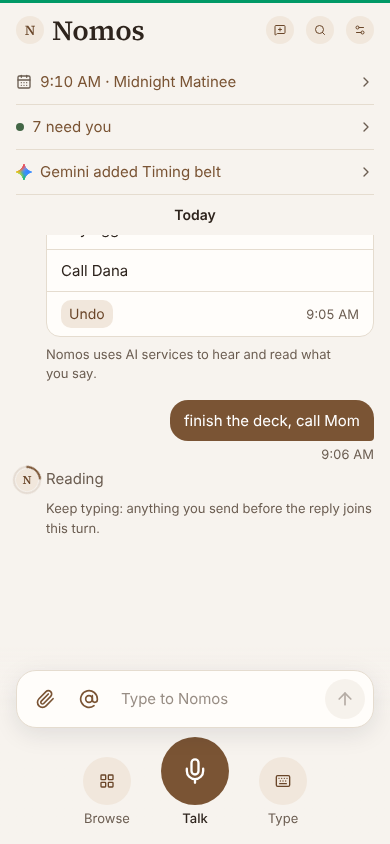 N Nomos
9:10 AM · Midnight Matinee
7 need you
Gemini added Timing belt
Today
Call Dana
Undo 9:05 AM
Nomos uses AI services to hear and read what
you say.
finish the deck, call Mom
9:06 AM
N Reading
Keep typing: anything you send before the reply joins
this turn.
Type to Nomos
Browse Talk Type